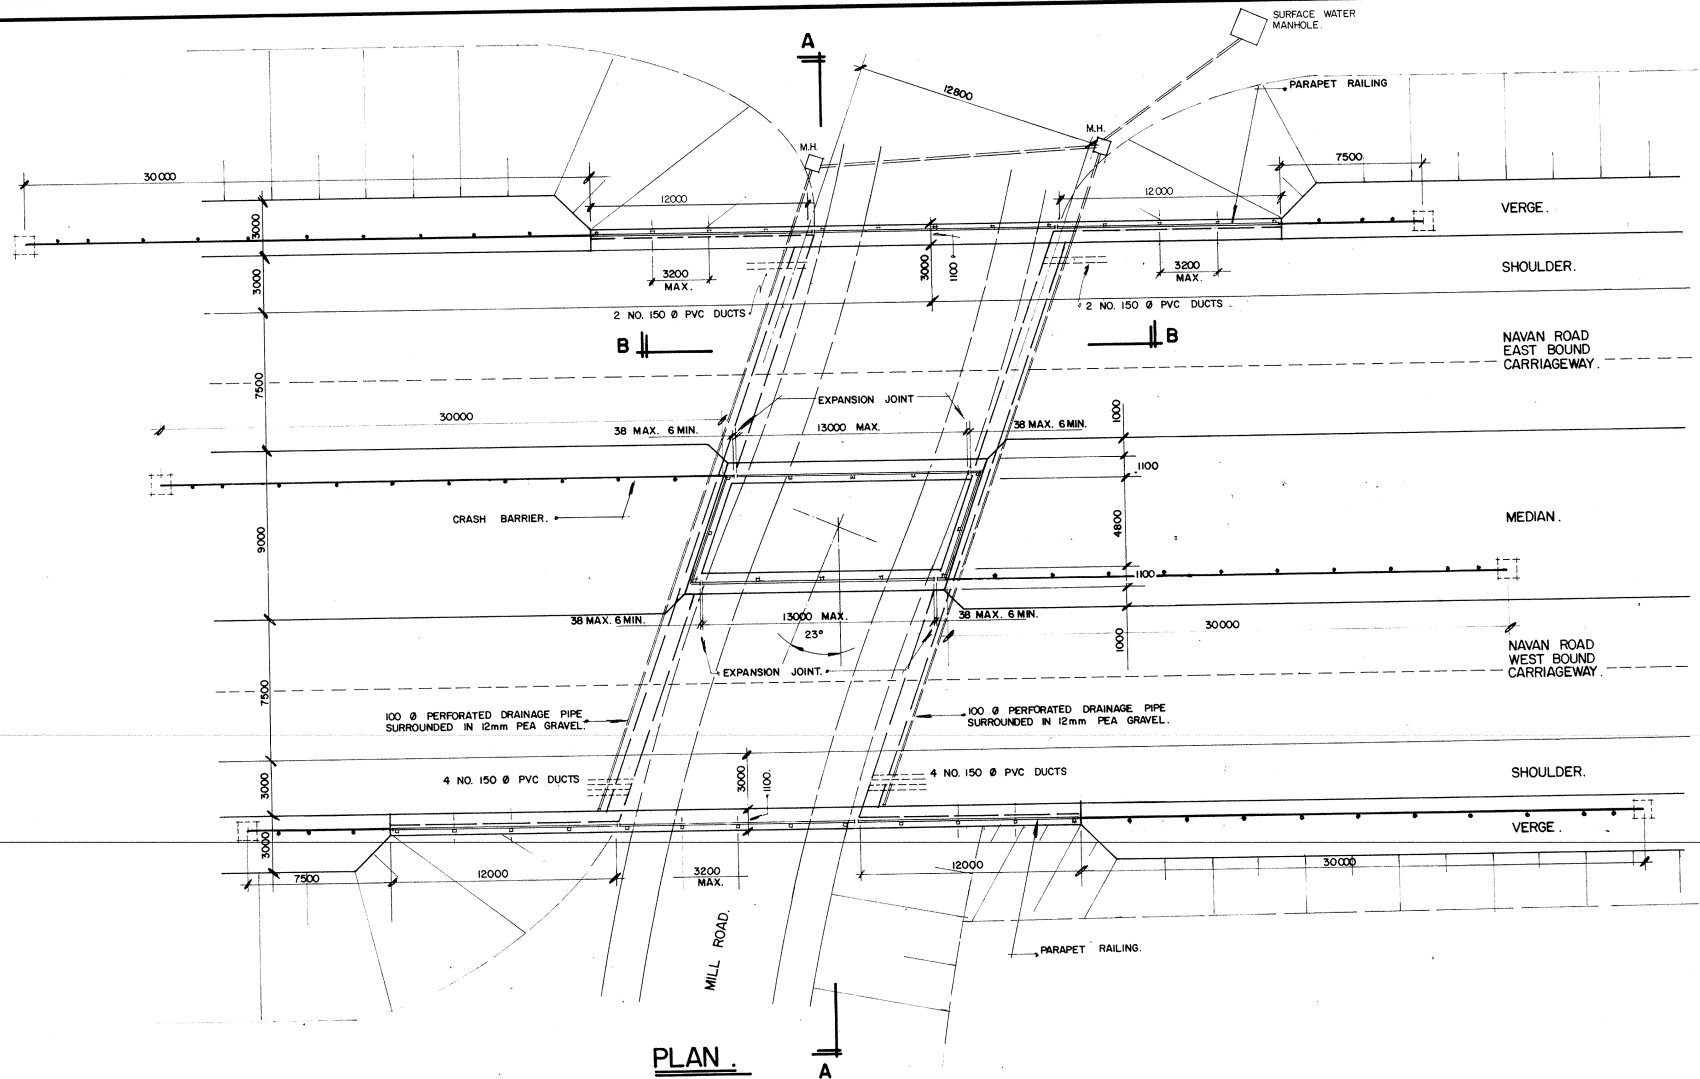 SURFACE WATER
MANHOLE.
A
12800
PARAPET RAILING
M.H.
M.H.
30000
7500
12000
12000
VERGE.
3000
3000
3000
1100
3200
MAX.
3200
MAX.
SHOULDER.
2 NO. 150 Ø PVC DUCTS
2 NO. 150 Ø PVC DUCTS
B
B
NAVAN ROAD
EAST BOUND
CARRIAGEWAY.
7500
30000
EXPANSION JOINT
1000
38 MAX. 6 MIN.
13000 MAX.
38 MAX. 6 MIN.
1100
CRASH BARRIER.
MEDIAN.
9000
4800
1100
38 MAX. 6 MIN.
13000 MAX.
38 MAX. 6 MIN.
23°
1000
30000
EXPANSION JOINT.
NAVAN ROAD
WEST BOUND
CARRIAGEWAY.
7500
100 Ø PERFORATED DRAINAGE PIPE
SURROUNDED IN 12mm PEA GRAVEL.
100 Ø PERFORATED DRAINAGE PIPE
SURROUNDED IN 12mm PEA GRAVEL.
4 NO. 150 Ø PVC DUCTS
4 NO. 150 Ø PVC DUCTS
SHOULDER.
3000
3000
1100.
VERGE.
3000
7500
12000
3200
MAX.
12000
30000
MILL ROAD.
PARAPET RAILING.
PLAN.
A